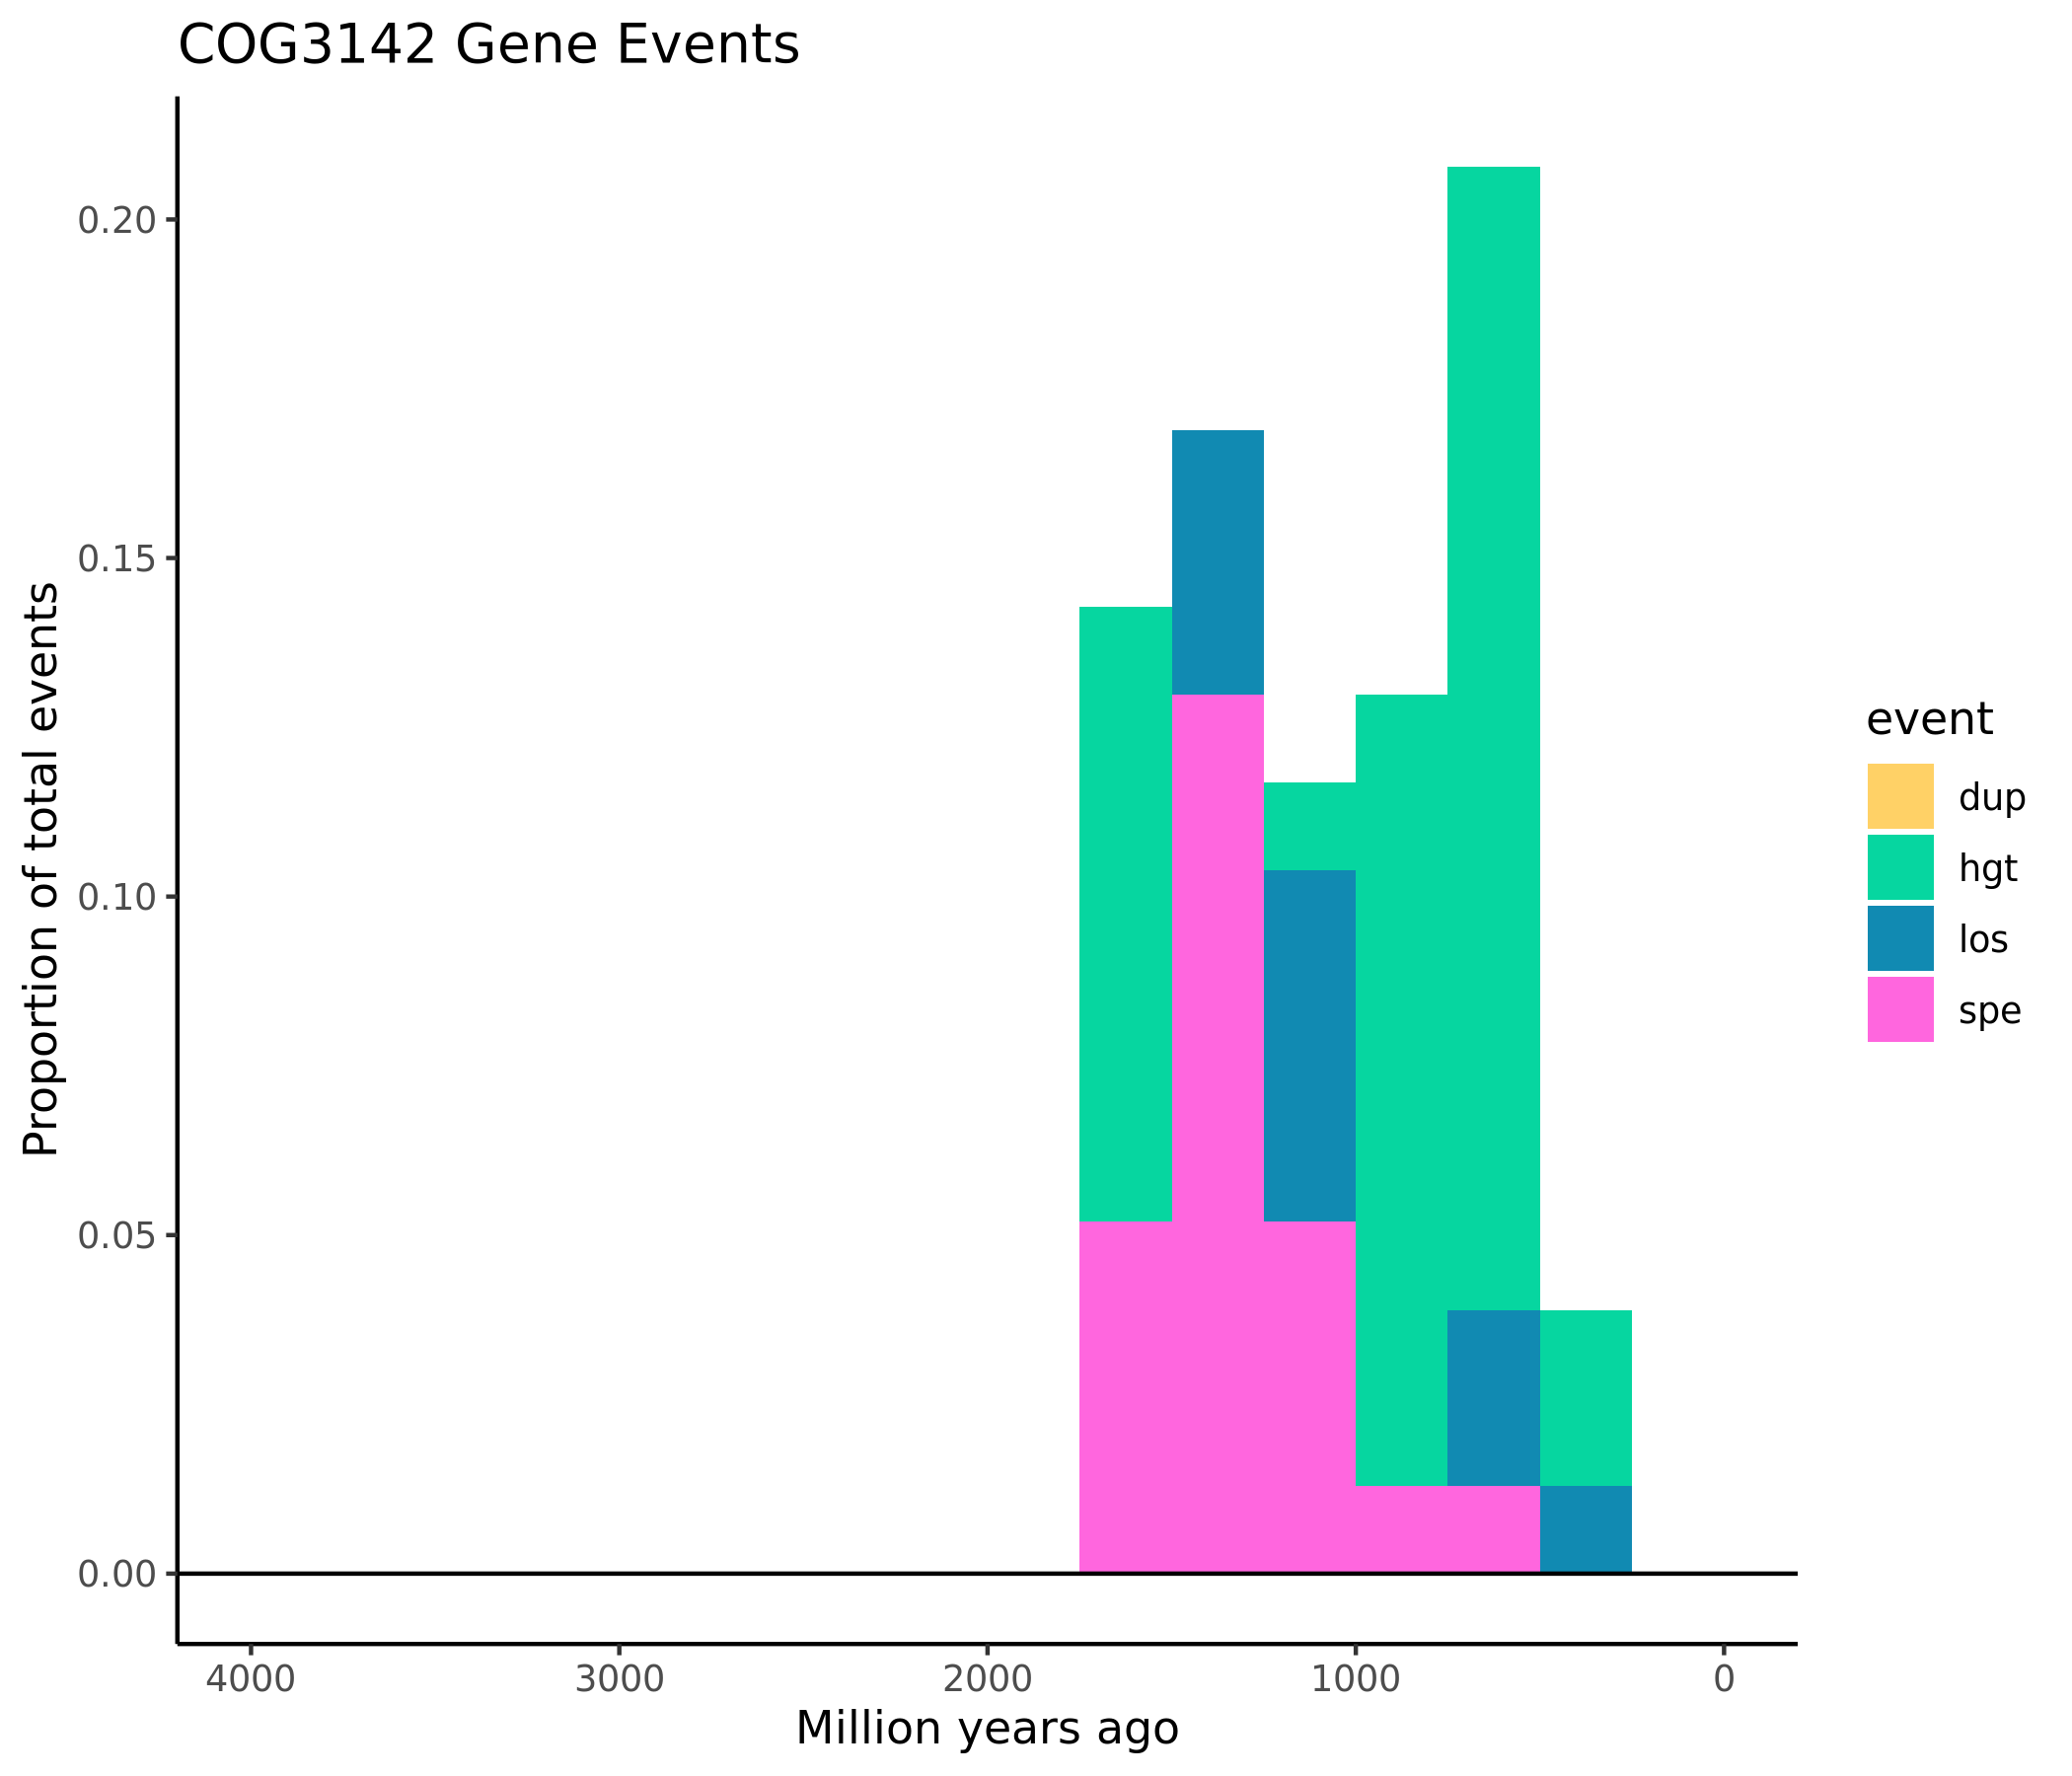 COG3142 Gene Events
Proportion of total events
0.20
0.15
0.10
0.05
0.00
4000
3000
2000
1000
0
Million years ago
event
dup
hgt
los
spe